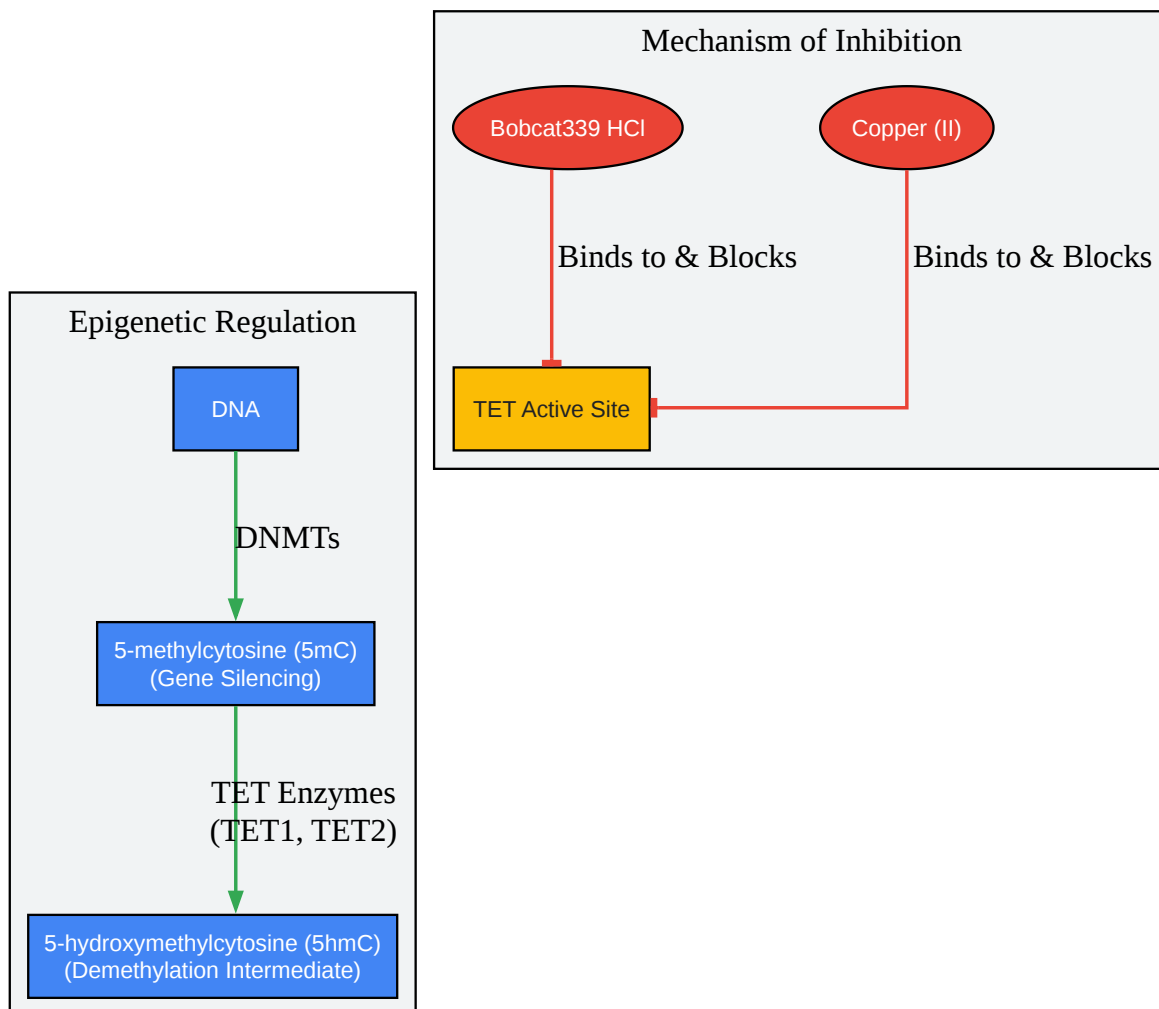 Mechanism of Inhibition
Bobcat339 HCl
Copper (II)
Binds to & Blocks
Binds to & Blocks
TET Active Site
Epigenetic Regulation
DNA
DNMTs
5-methylcytosine (5mC)
(Gene Silencing)
TET Enzymes
(TET1, TET2)
5-hydroxymethylcytosine (5hmC)
(Demethylation Intermediate)